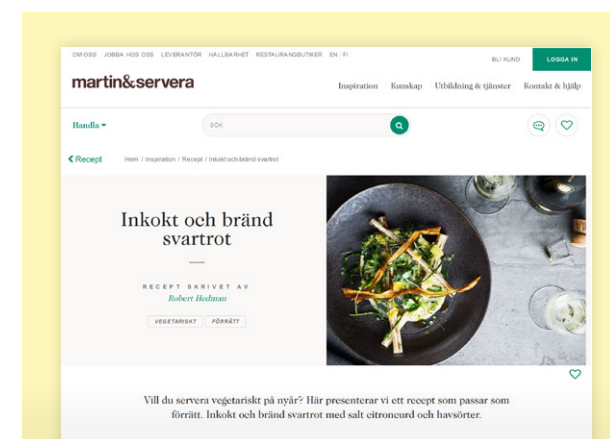 OM OSS JOBBA HOS OSS LEVERANTÖR HÅLLBARHET RESTAURANGBUTIKER EN · FI
BLI KUND LOGGA IN
martin&servera
Inspiration Kunskap Utbildning & tjänster Kontakt & hjälp
Handla
SÖK
Recept
Hem / Inspiration / Recept / Inkokt och bränd svartrot
Inkokt och bränd
svartrot
RECEPT SKRIVET AV
Robert Hedman
VEGETARISKT FÖRRÄTT
Vill du servera vegetariskt på nyår? Här presenterar vi ett recept som passar som
förrätt. Inkokt och bränd svartrot med salt citroncurd och havsörter.